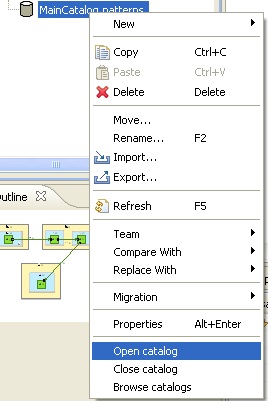 MainCatalog.patterns
New
Copy Ctrl+C
Paste Ctrl+V
Delete Delete
Move...
Rename... F2
Import...
Export...
Refresh F5
utline
Team
Compare With
Replace With
Migration
Properties Alt+Enter
Open catalog
Close catalog
Browse catalogs